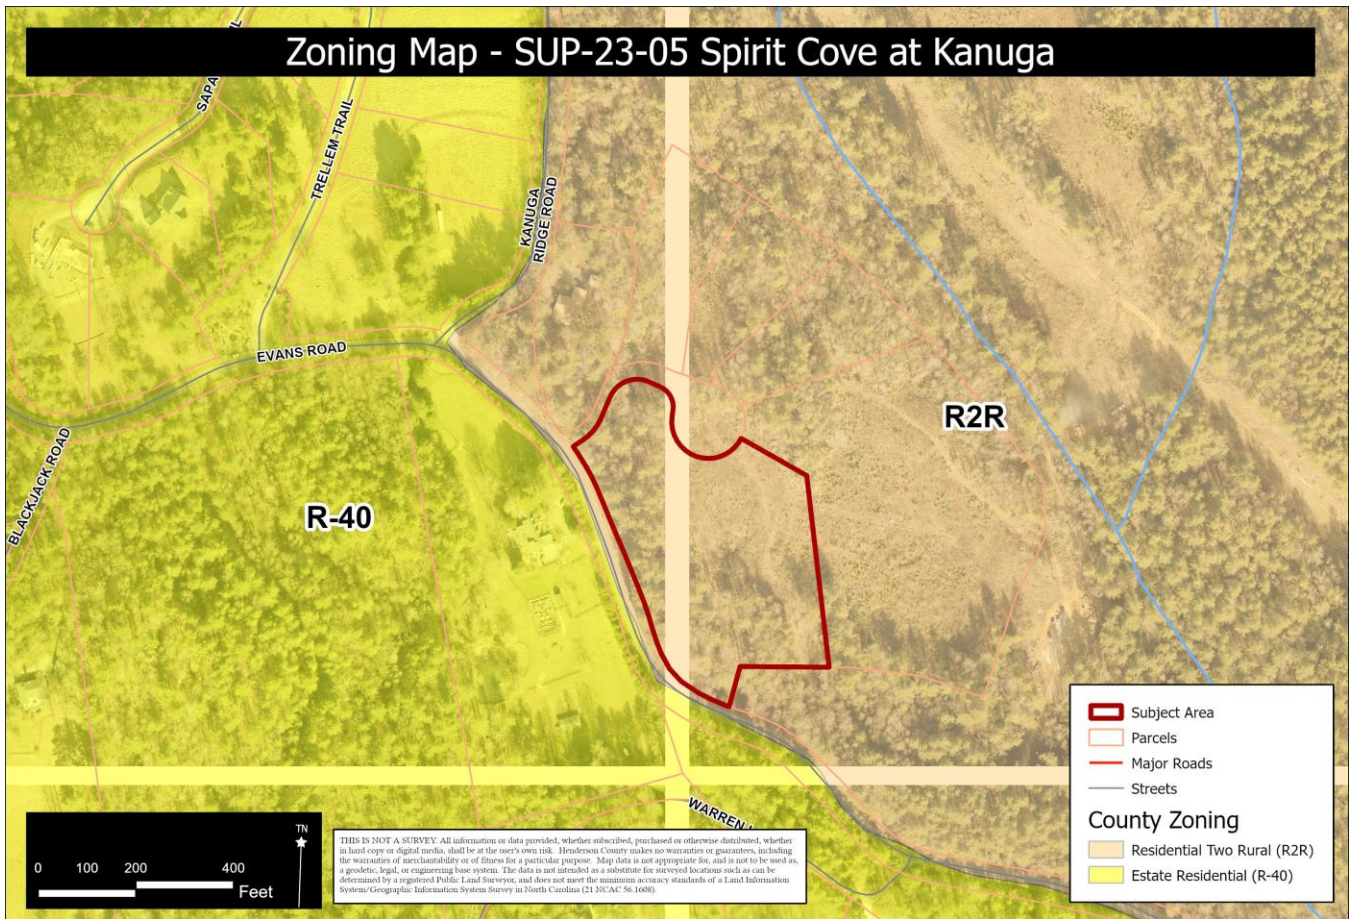 Zoning Map - SUP-23-05 Spirit Cove at Kanuga
TRELLEM TRAIL
KANUGA
RIDGE ROAD
EVANS ROAD
BLACKJACK ROAD
R-40
R2R
WARREN
Subject Area
Parcels
Major Roads
Streets
County Zoning
Residential Two Rural (R2R)
Estate Residential (R-40)
TN
0 100 200 400
Feet
THIS IS NOT A SURVEY. All information or data provided, whether subscribed, purchased or otherwise distributed, whether
in hard copy or digital media, shall be at the user's own risk. Henderson County makes no warranties or guarantees, including
the warranties of merchantability or of fitness for a particular purpose. Map data is not appropriate for, and is not to be used as,
a geodetic, legal, or engineering base system. The data is not intended as a substitute for surveyed locations such as can be
determined by a registered Public Land Surveyor, and does not meet the minimum accuracy standards of a Land Information
System/Geographic Information System Survey in North Carolina (21 NCAC 56.1608).